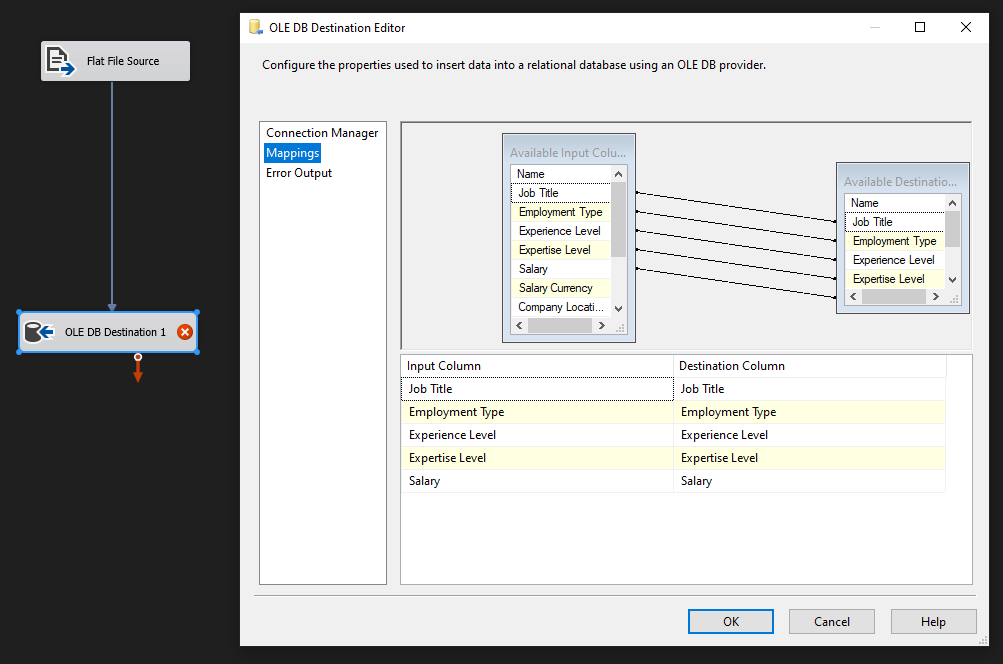 Flat File Source
OLE DB Destination 1
OLE DB Destination Editor
Configure the properties used to insert data into a relational database using an OLE DB provider.
Connection Manager
Mappings
Error Output
Available Input Colu...
Name
Job Title
Employment Type
Experience Level
Expertise Level
Salary
Salary Currency
Company Locati...
Available Destinatio...
Name
Job Title
Employment Type
Experience Level
Expertise Level
Input Column Destination Column
Job Title Job Title
Employment Type Employment Type
Experience Level Experience Level
Expertise Level Expertise Level
Salary Salary
OK Cancel Help